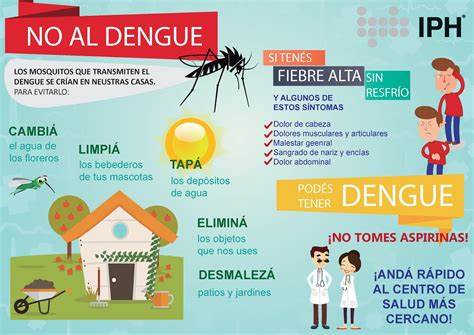 NO AL DENGUE
LOS MOSQUITOS QUE TRANSMITEN EL
DENGUE SE CRÍAN EN NEUSTRAS CASAS.
PARA EVITARLO:
CAMBIÁ
el agua de
los floreros
LIMPIÁ
los bebederos
de tus mascotas
TAPÁ
los depósitos
de agua
ELIMINÁ
los objetos
que nos uses
DESMALEZÁ
patios y jardines
IPH
SI TENÉS
FIEBRE ALTA SIN
RESFRÍO
Y ALGUNOS DE
ESTOS SÍNTOMAS
✓Dolor de cabeza
✓Dolores musculares y articulares
✓Malestar geenral
✓Sangrado de nariz y encías
✓Dolor abdominal
PODÉS
TENER DENGUE
¡NO TOMES ASPIRINAS!
¡ANDÁ RÁPIDO
AL CENTRO DE
SALUD MÁS
CERCANO!